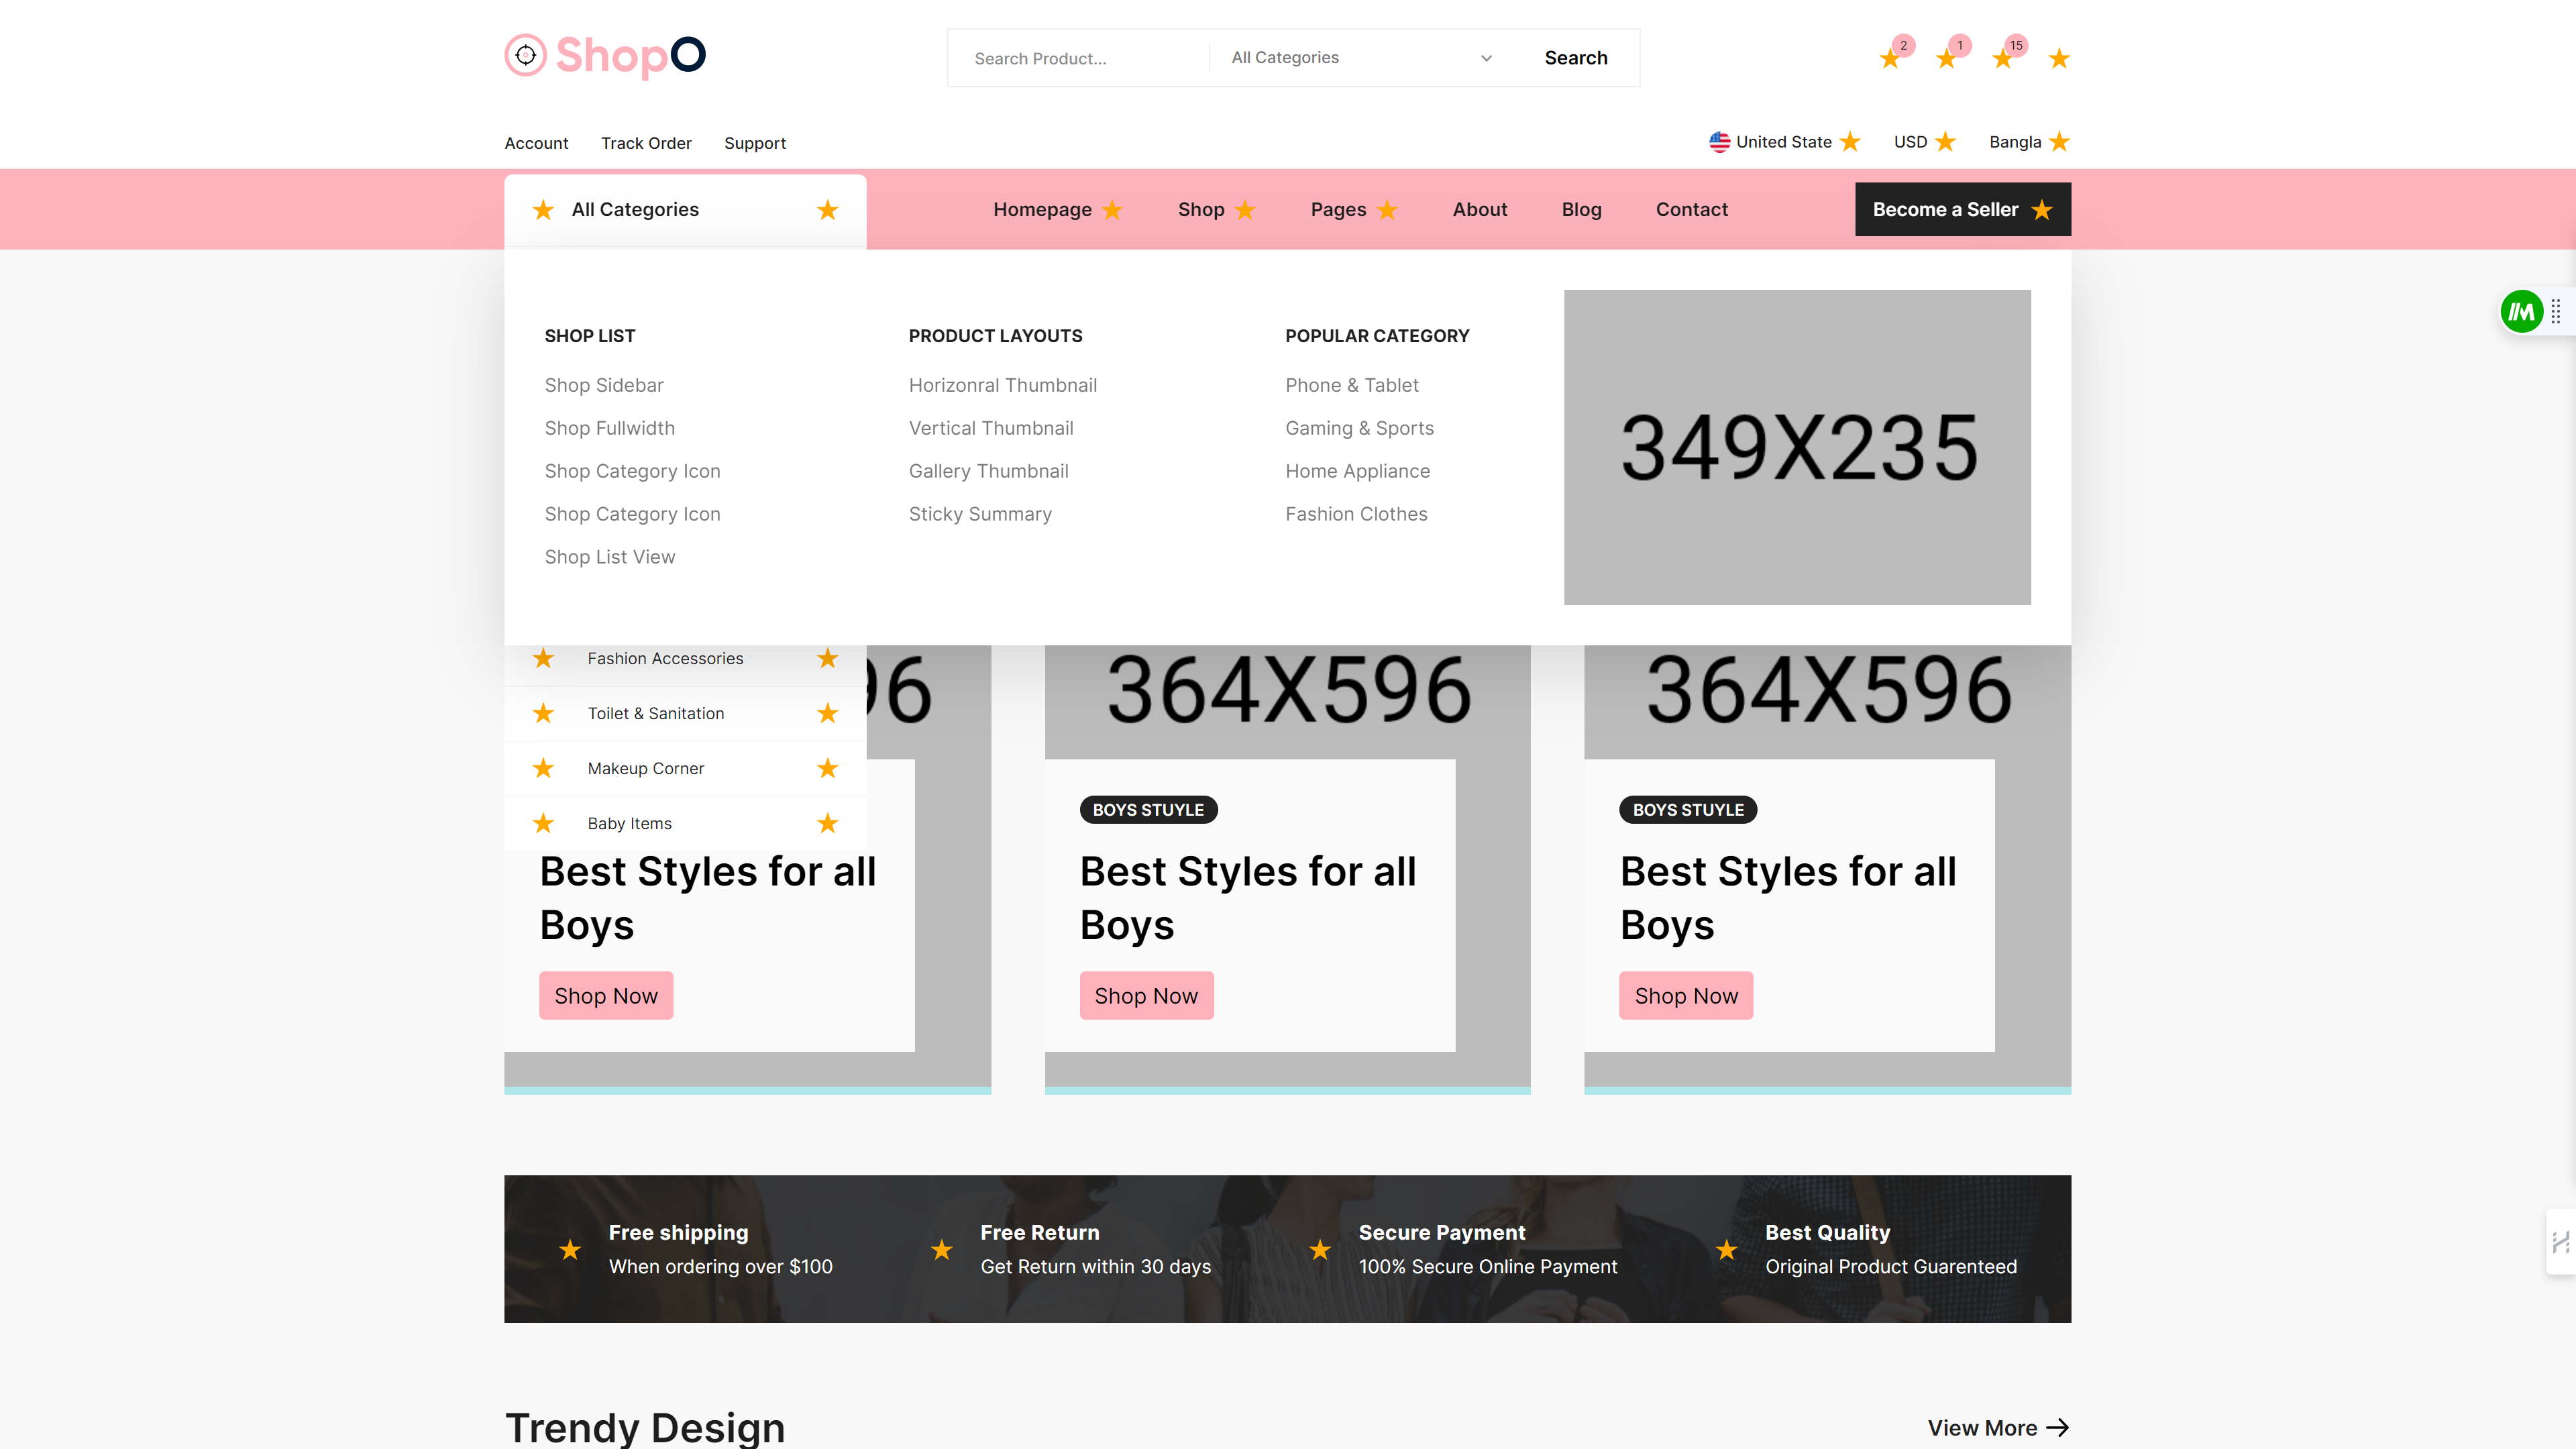 ShopO
Search Product...
All Categories
Search
2
1
15
Account
Track Order
Support
United State
USD
Bangla
All Categories
Homepage
Shop
Pages
About
Blog
Contact
Become a Seller
SHOP LIST
Shop Sidebar
Shop Fullwidth
Shop Category Icon
Shop Category Icon
Shop List View
PRODUCT LAYOUTS
Horizonral Thumbnail
Vertical Thumbnail
Gallery Thumbnail
Sticky Summary
POPULAR CATEGORY
Phone & Tablet
Gaming & Sports
Home Appliance
Fashion Clothes
349X235
Fashion Accessories
Toilet & Sanitation
Makeup Corner
Baby Items
Best Styles for all
Boys
Shop Now
364X596
BOYS STUYLE
Best Styles for all
Boys
Shop Now
364X596
BOYS STUYLE
Best Styles for all
Boys
Shop Now
Free shipping
When ordering over $100
Free Return
Get Return within 30 days
Secure Payment
100% Secure Online Payment
Best Quality
Original Product Guarenteed
Trendy Design
View More